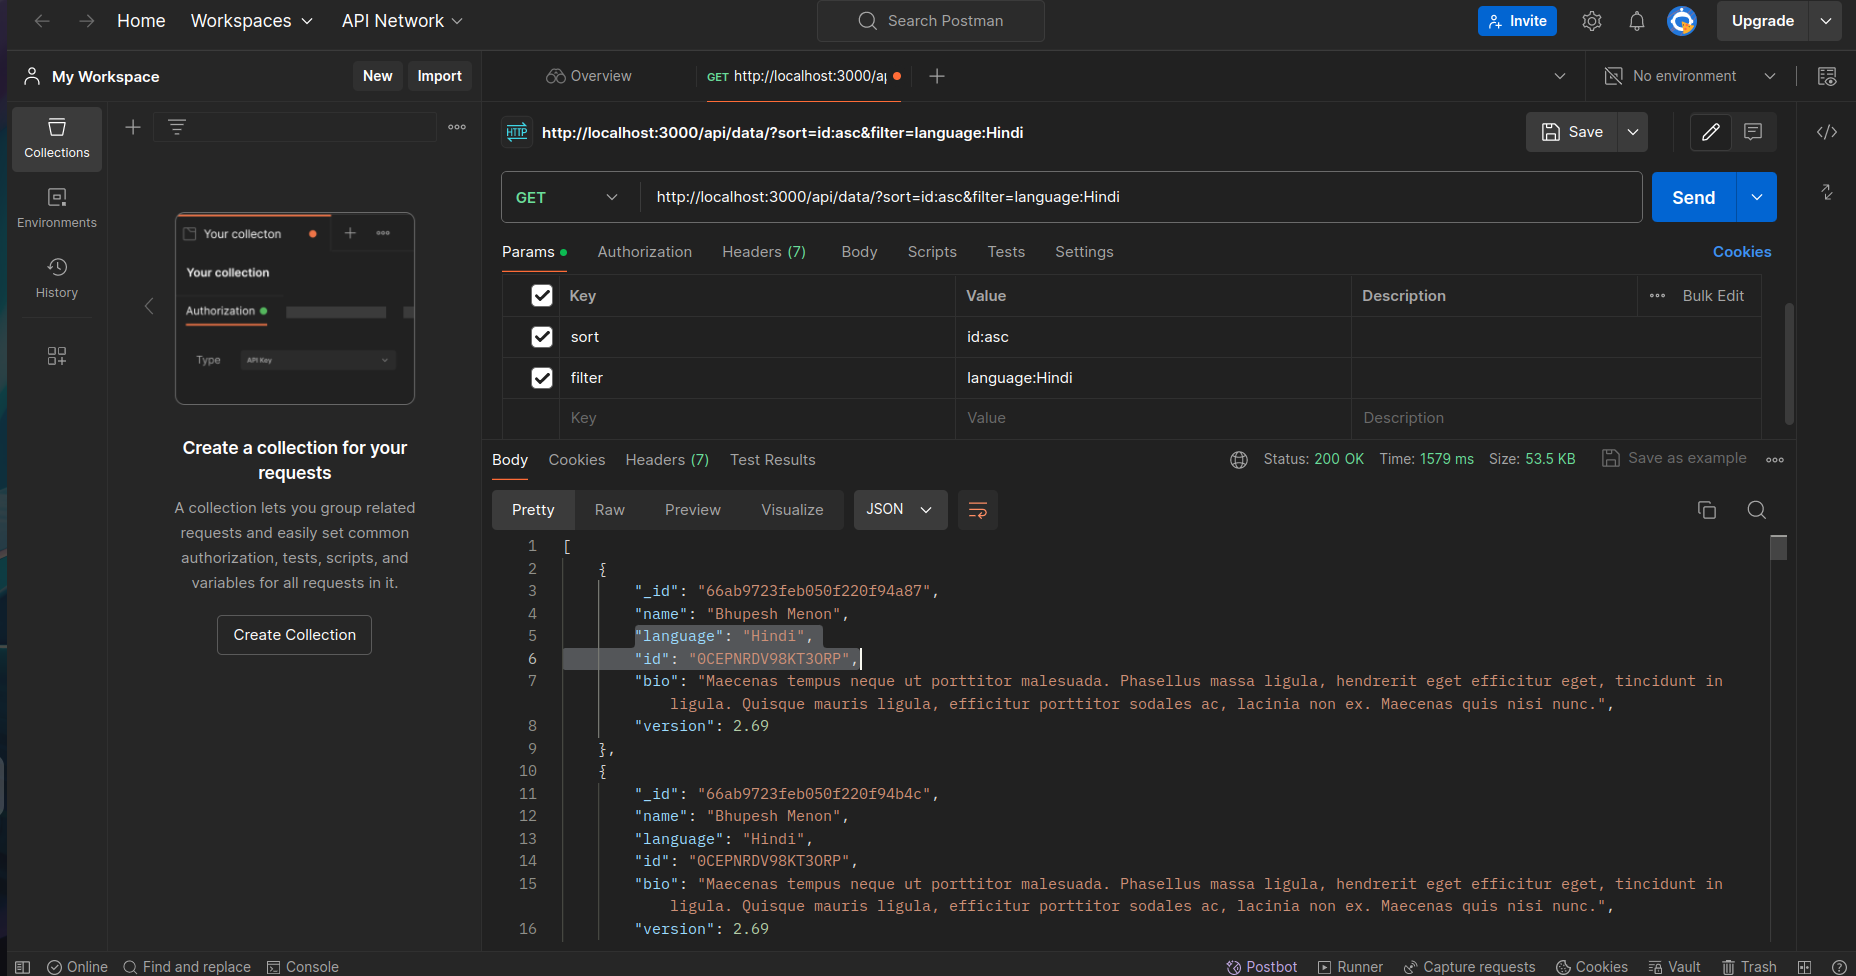 Home Workspaces API Network Search Postman Invite Upgrade
My Workspace New Import Overview GET http://localhost:3000/a No environment
Collections
Environments
History
Your collecton
Your collection
Authorization
Type API Key
Create a collection for your
requests
A collection lets you group related
requests and easily set common
authorization, tests, scripts, and
variables for all requests in it.
Create Collection
HTTP http://localhost:3000/api/data/?sort=id:asc&filter=language:Hindi Save
GET http://localhost:3000/api/data/?sort=id:asc&filter=language:Hindi Send
Params Authorization Headers (7) Body Scripts Tests Settings Cookies
Key Value Description Bulk Edit
sort id:asc
filter language:Hindi
Key Value Description
Body Cookies Headers (7) Test Results Status: 200 OK Time: 1579 ms Size: 53.5 KB Save as example
Pretty Raw Preview Visualize JSON
1 [
2 {
3 "_id": "66ab9723feb050f220f94a87",
4 "name": "Bhupesh Menon",
5 "language": "Hindi",
6 "id": "0CEPNRDV98KT3ORP",
7 "bio": "Maecenas tempus neque ut porttitor malesuada. Phasellus massa ligula, hendrerit eget efficitur eget, tincidunt in
ligula. Quisque mauris ligula, efficitur porttitor sodales ac, lacinia non ex. Maecenas quis nisi nunc.",
8 "version": 2.69
9 },
10 {
11 "_id": "66ab9723feb050f220f94b4c",
12 "name": "Bhupesh Menon",
13 "language": "Hindi",
14 "id": "0CEPNRDV98KT3ORP",
15 "bio": "Maecenas tempus neque ut porttitor malesuada. Phasellus massa ligula, hendrerit eget efficitur eget, tincidunt in
ligula. Quisque mauris ligula, efficitur porttitor sodales ac, lacinia non ex. Maecenas quis nisi nunc.",
16 "version": 2.69
Online Find and replace Console Postbot Runner Capture requests Cookies Vault Trash